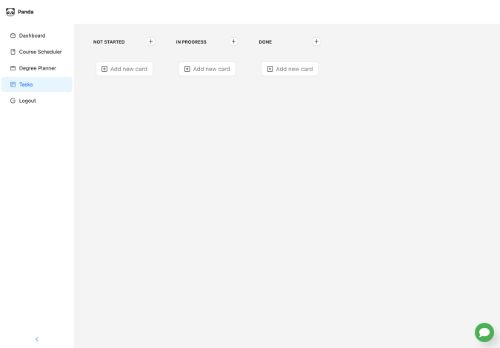 Panda
Dashboard
Course Scheduler
Degree Planner
Tasks
Logout
NOT STARTED
IN PROGRESS
DONE
Add new card
Add new card
Add new card